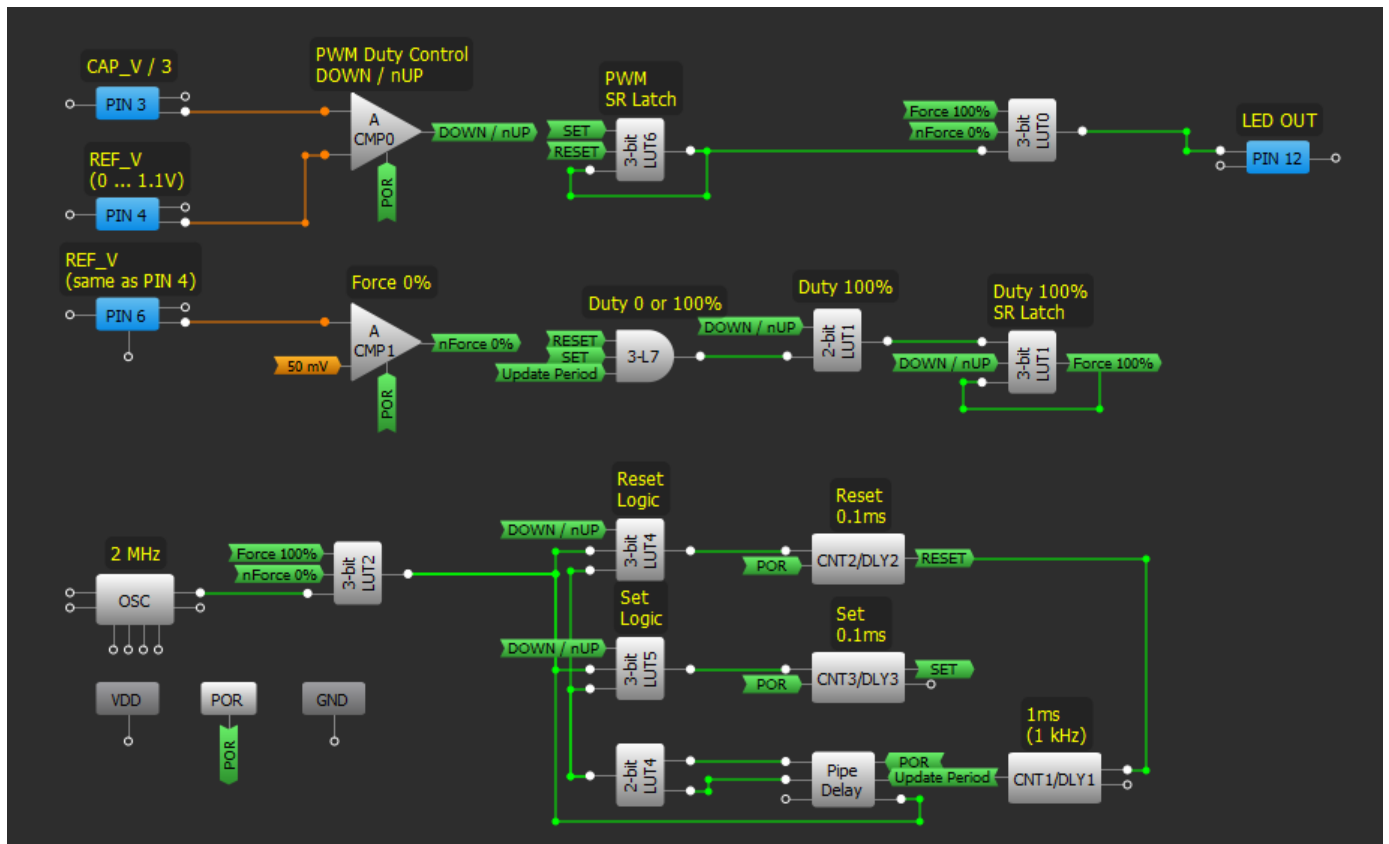 CAP_V / 3
PIN 3
PWM Duty Control
DOWN / nUP
A
CMP0
DOWN / nUP
POR
REF_V
(0 ... 1.1V)
PIN 4
PWM
SR Latch
SET
RESET
3-bit
LUT6
Force 100%
nForce 0%
3-bit
LUT0
LED OUT
PIN 12
REF_V
(same as PIN 4)
PIN 6
Force 0%
A
CMP1
50 mV
nForce 0%
POR
Duty 0 or 100%
RESET
SET
Update Period
3-L7
Duty 100%
DOWN / nUP
2-bit
LUT1
Duty 100%
SR Latch
DOWN / nUP
3-bit
LUT1
Force 100%
2 MHz
OSC
Force 100%
nForce 0%
3-bit
LUT2
Reset
Logic
DOWN / nUP
3-bit
LUT4
Reset
0.1ms
POR
CNT2/DLY2
RESET
Set
Logic
DOWN / nUP
3-bit
LUT5
Set
0.1ms
POR
CNT3/DLY3
SET
VDD
POR
POR
GND
2-bit
LUT4
Pipe
Delay
POR
Update Period
1ms
(1 kHz)
CNT1/DLY1